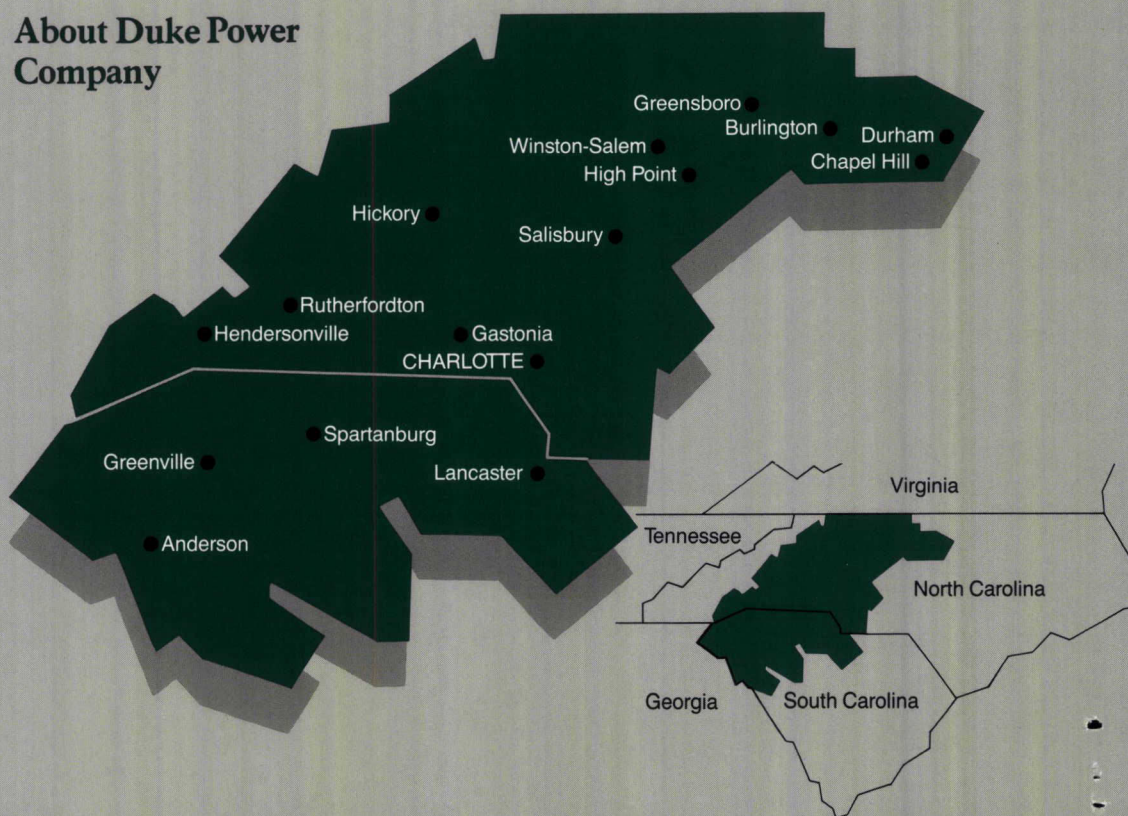 About Duke Power
Company
Greensboro
Burlington
Durham
Winston-Salem
Chapel Hill
High Point
Hickory
Salisbury
Rutherfordton
Hendersonville
Gastonia
CHARLOTTE
Spartanburg
Greenville
Lancaster
Anderson
Virginia
Tennessee
North Carolina
Georgia
South Carolina